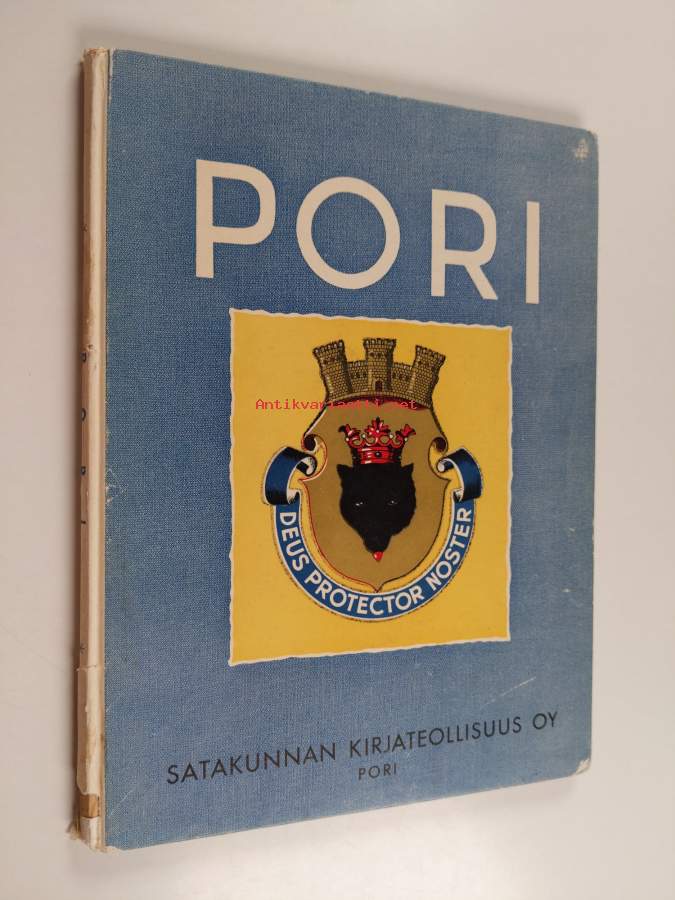 PORI
Antikvariaatti.net
DEUS PROTECTOR NOSTER
SATAKUNNAN KIRJATEOLLISUUS OY
PORI
P O R I